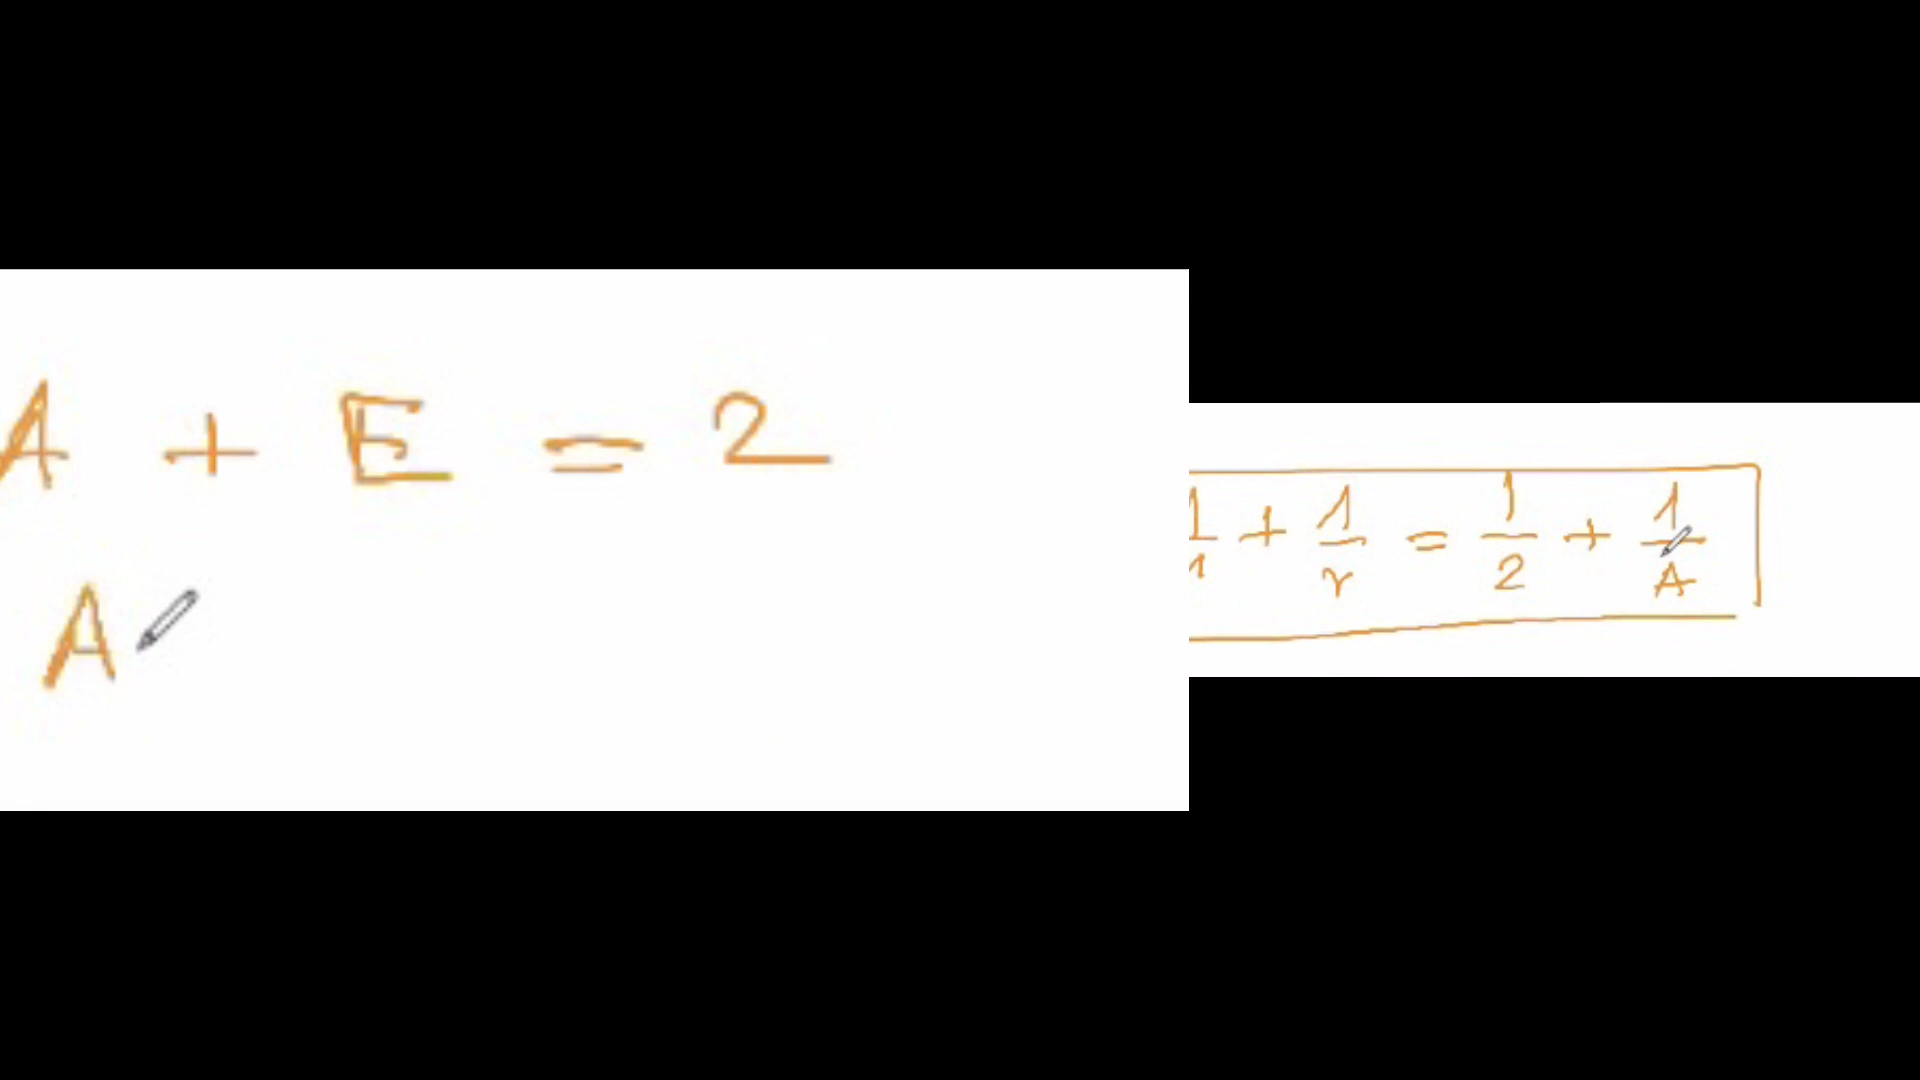 A + E = 2
A
1/1 + 1/r = 1/2 + 1/A